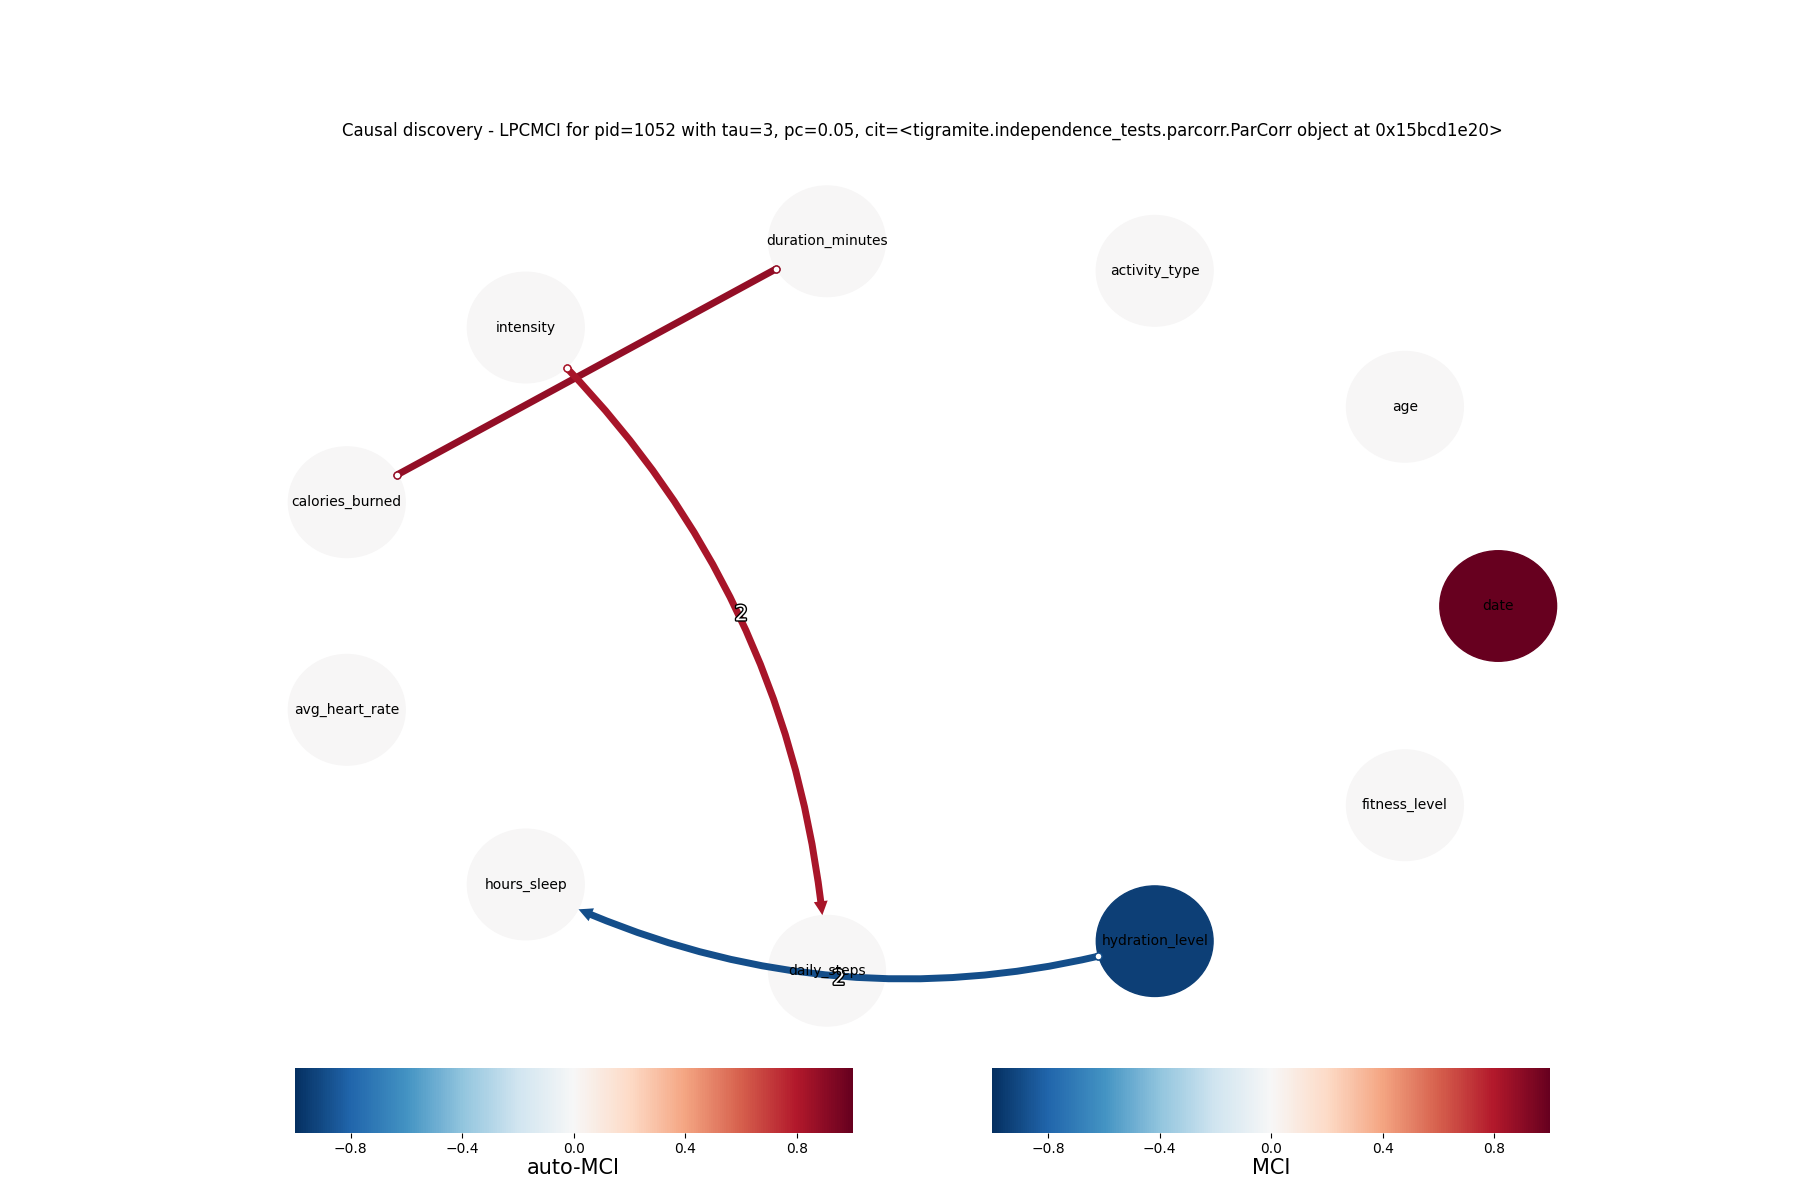 Causal discovery - LPCMCI for pid=1052 with tau=3, pc=0.05, cit=<tigramite.independence_tests.parcorr.ParCorr object at 0x15bcd1e20>
duration_minutes
activity_type
intensity
age
calories_burned
date
2
avg_heart_rate
fitness_level
hours_sleep
hydration_level
daily_steps
2
−0.8 −0.4 0.0 0.4 0.8
auto-MCI
−0.8 −0.4 0.0 0.4 0.8
MCI